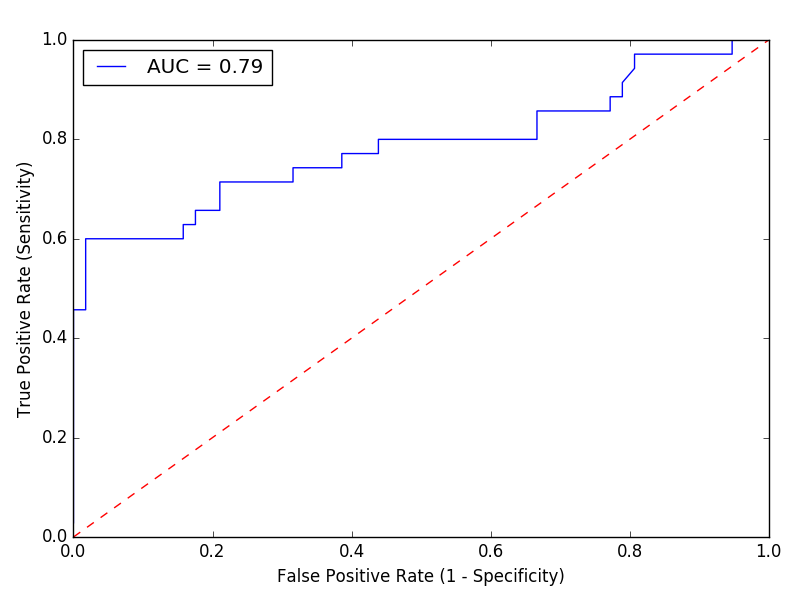 AUC = 0.79
1.0
0.8
0.6
0.4
0.2
0.0
True Positive Rate (Sensitivity)
0.0 0.2 0.4 0.6 0.8 1.0
False Positive Rate (1 - Specificity)